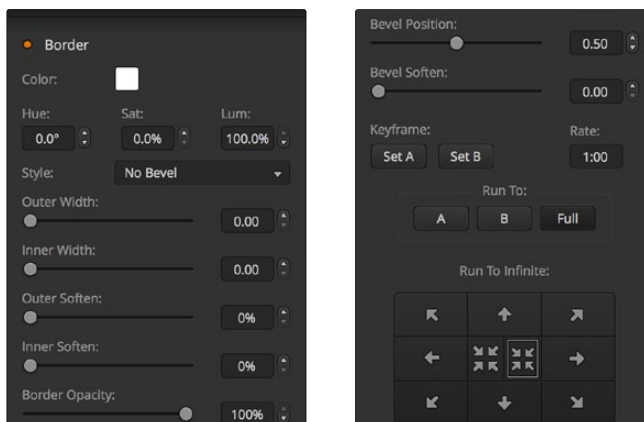 Border
Color:
Hue: Sat: Lum:
0.0° 0.0% 100.0%
Style: No Bevel
Outer Width:
0.00
Inner Width:
0.00
Outer Soften:
0%
Inner Soften:
0%
Border Opacity:
100%
Bevel Position:
0.50
Bevel Soften:
0.00
Keyframe: Rate:
Set A Set B 1:00
Run To:
A B Full
Run To Infinite: